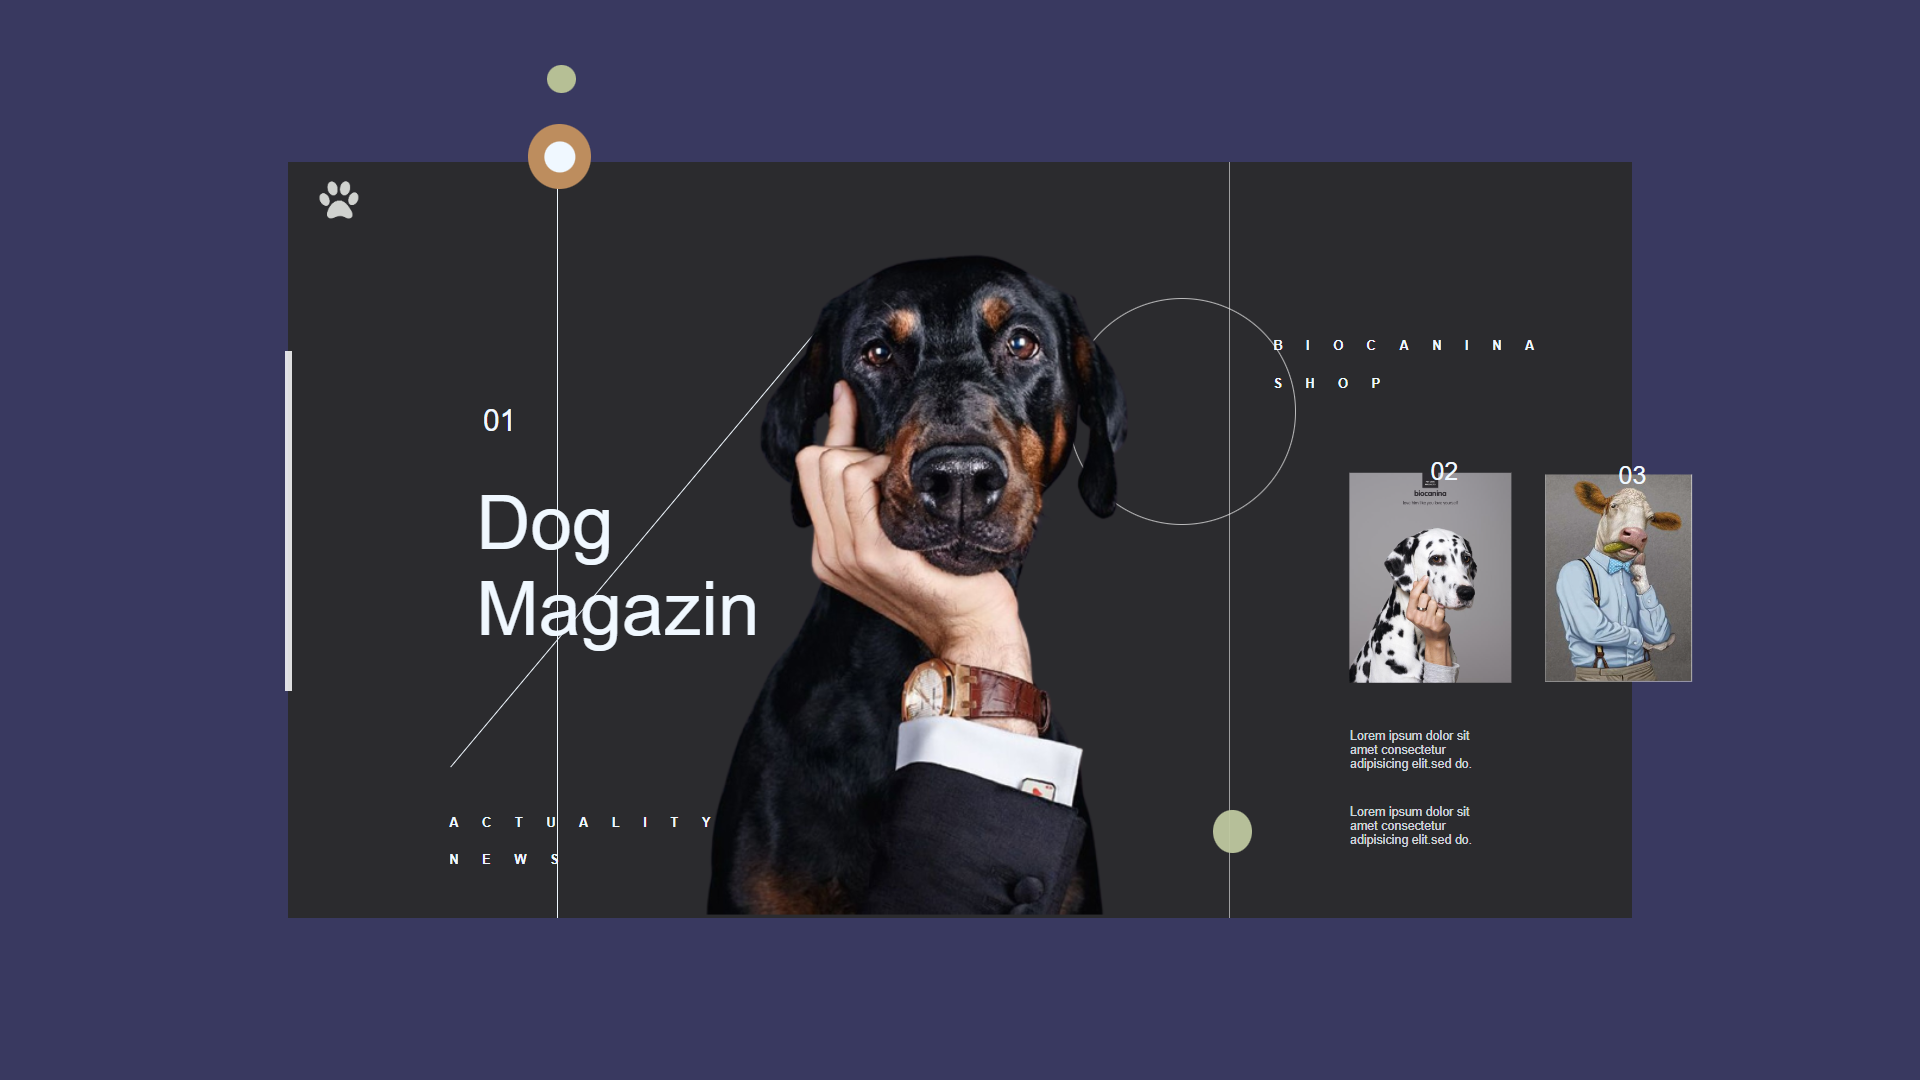 01
Dog
Magazin
ACTUALITY
NEWS
BIOCANINA
SHOP
02
biocanina
03
Lorem ipsum dolor sit
amet consectetur
adipisicing elit.sed do.
Lorem ipsum dolor sit
amet consectetur
adipisicing elit.sed do.